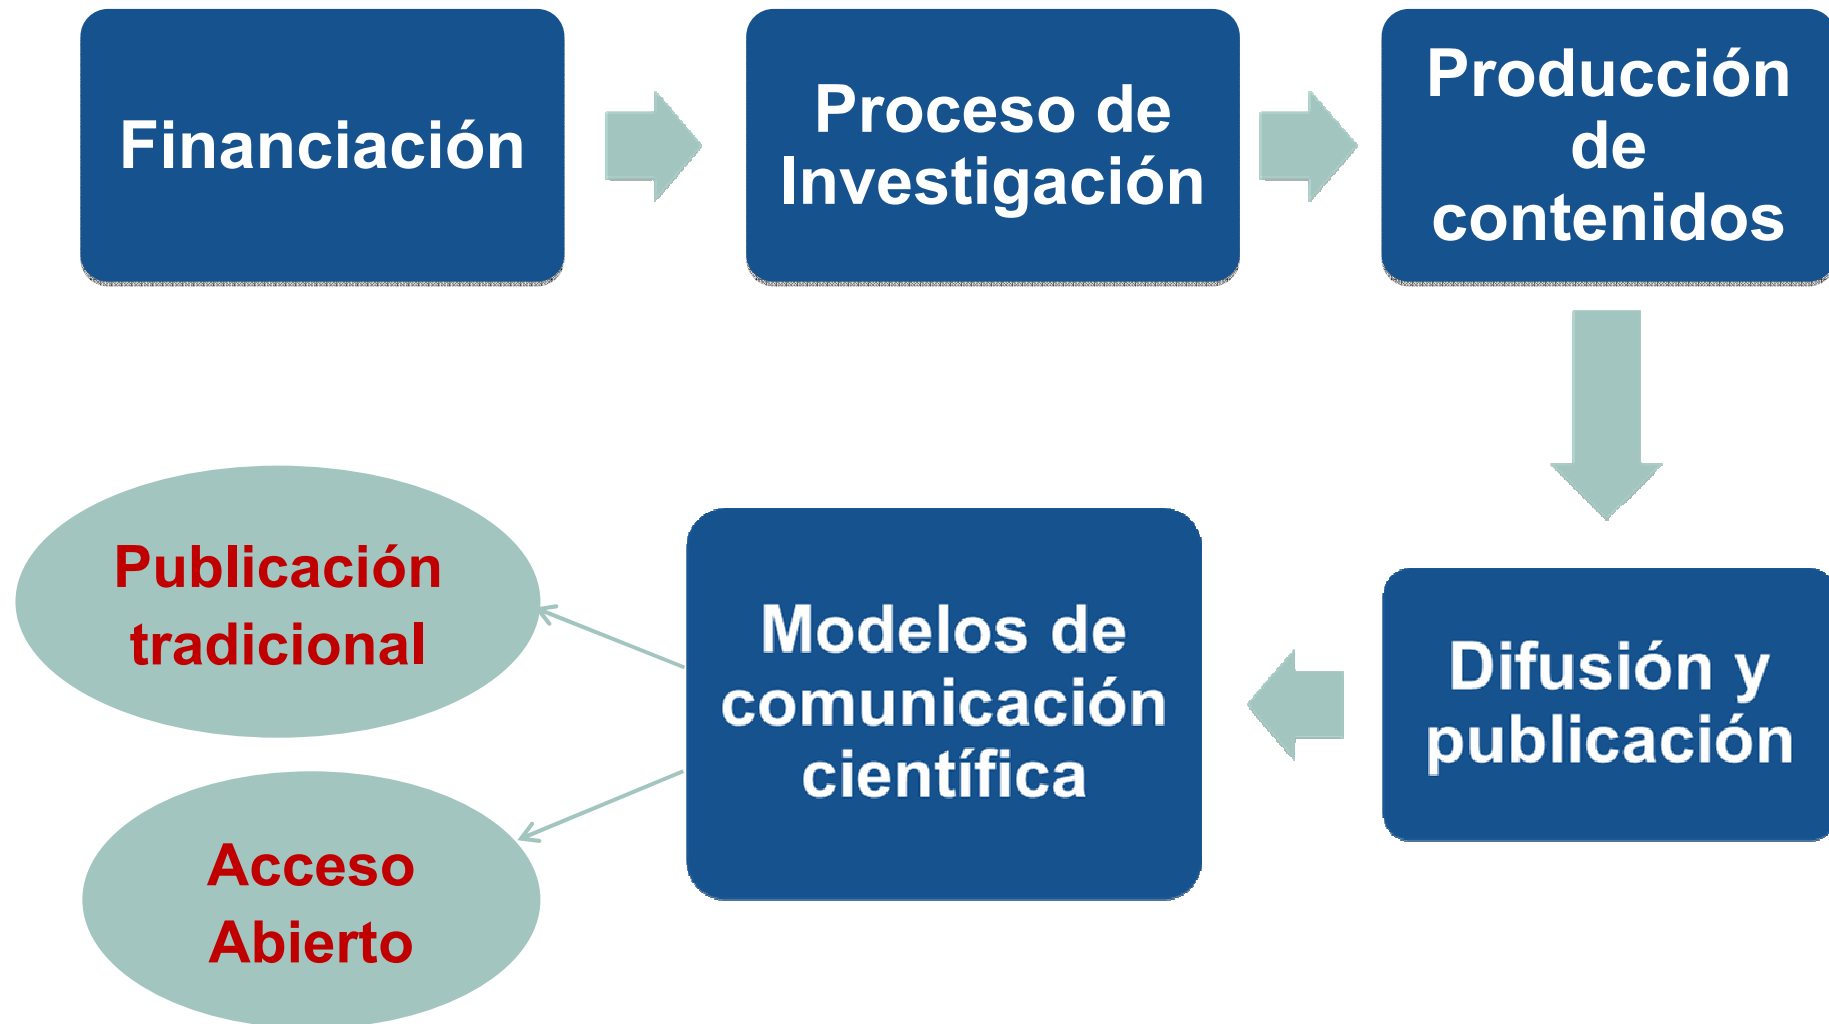 Financiación
Proceso de
Investigación
Producción
de
contenidos
Publicación
tradicional
Modelos de
comunicación
científica
Difusión y
publicación
Acceso
Abierto